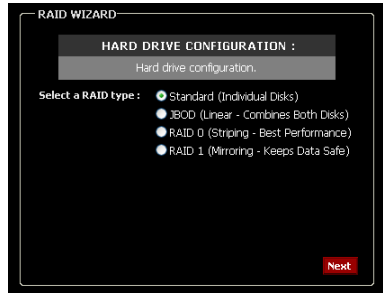 RAID WIZARD
HARD DRIVE CONFIGURATION :
Hard drive configuration.
Select a RAID type : Standard (Individual Disks)
JBOD (Linear - Combines Both Disks)
RAID 0 (Striping - Best Performance)
RAID 1 (Mirroring - Keeps Data Safe)
Next